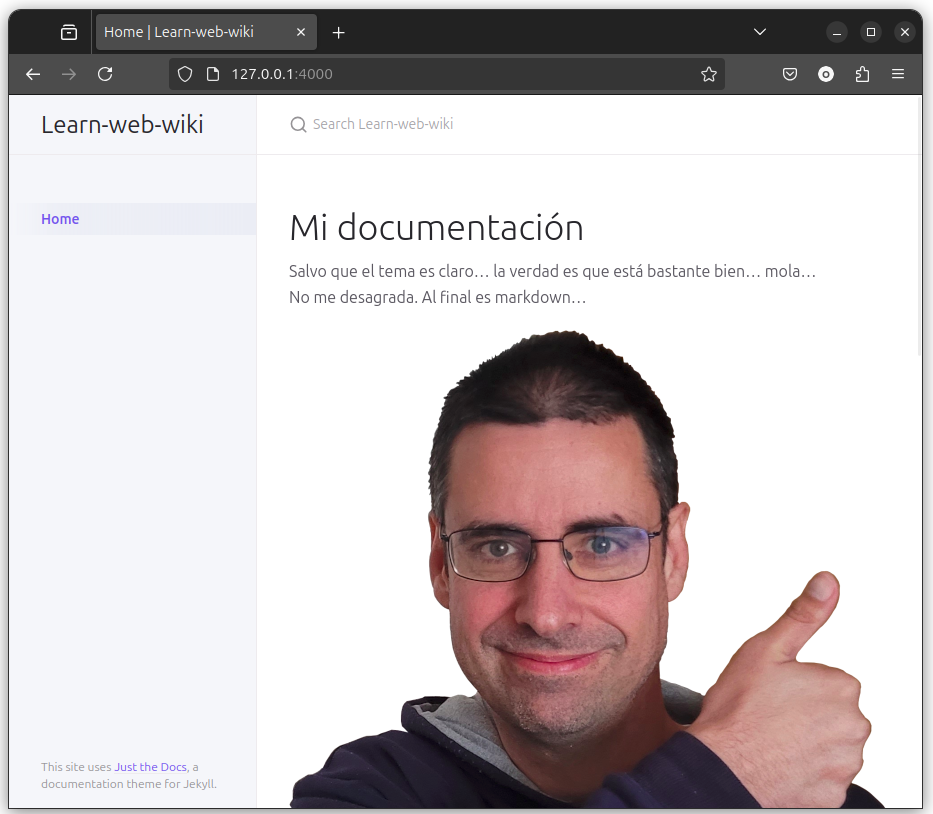 Home | Learn-web-wiki
127.0.0.1:4000
Learn-web-wiki
Search Learn-web-wiki
Home
Mi documentación
Salvo que el tema es claro… la verdad es que está bastante bien… mola…
No me desagrada. Al final es markdown…
This site uses Just the Docs, a
documentation theme for Jekyll.